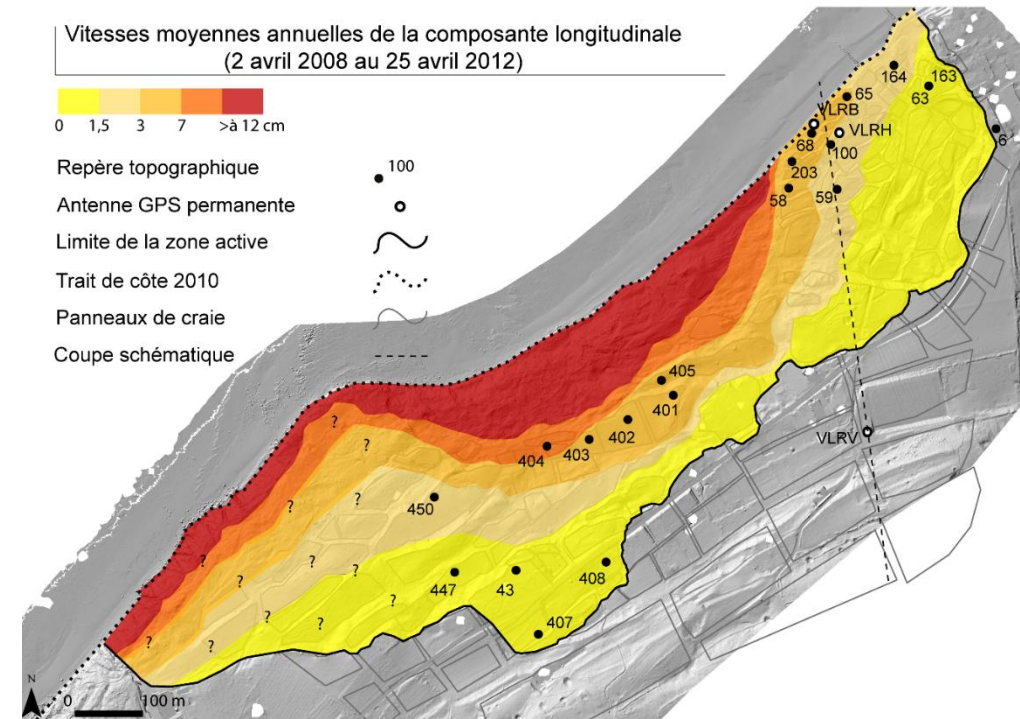 Vitesses moyennes annuelles de la composante longitudinale
(2 avril 2008 au 25 avril 2012)
0 1,5 3 7 >à 12 cm
Repère topographique 100
Antenne GPS permanente
Limite de la zone active
Trait de côte 2010
Panneaux de craie
Coupe schématique
164
163
63
65
VLRB
6
68
VLRH
100
203
58
59
405
401
402
403
404
VLRV
450
?
?
?
?
?
?
?
?
?
?
?
?
?
?
447
43
408
407
N
0 100 m